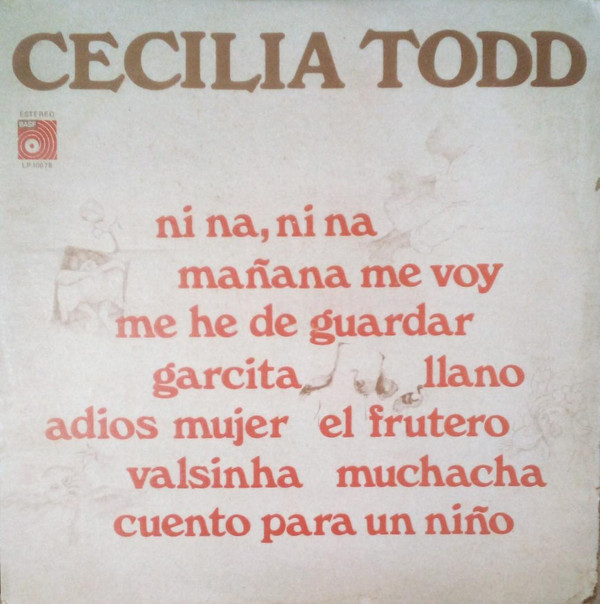 CECILIA TODD
ESTEREO
ni na, ni na
mañana me voy
me he de guardar
garcita llano
adios mujer el frutero
valsinha muchacha
cuento para un niño